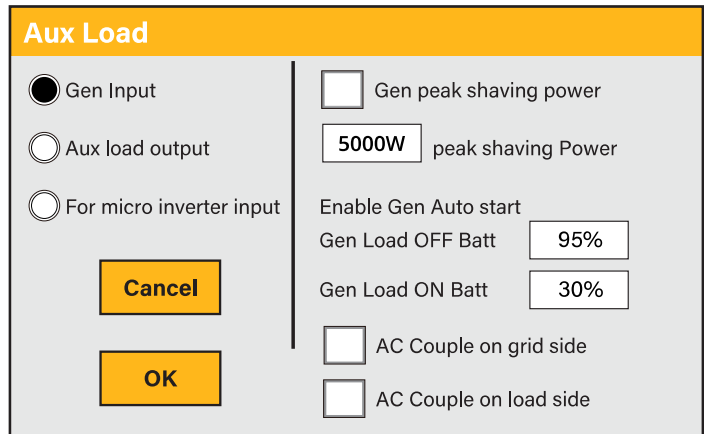 Aux Load
Gen Input
Aux load output
For micro inverter input
Cancel
OK
Gen peak shaving power
5000W peak shaving Power
Enable Gen Auto start
Gen Load OFF Batt 95%
Gen Load ON Batt 30%
AC Couple on grid side
AC Couple on load side